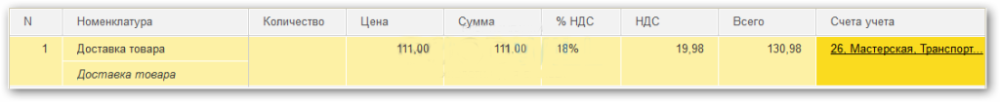 N Номенклатура Количество Цена Сумма % НДС НДС Всего Счета учета
1 Доставка товара 111,00 111.00 18% 19,98 130,98 26, Мастерская, Транспорт...
Доставка товара